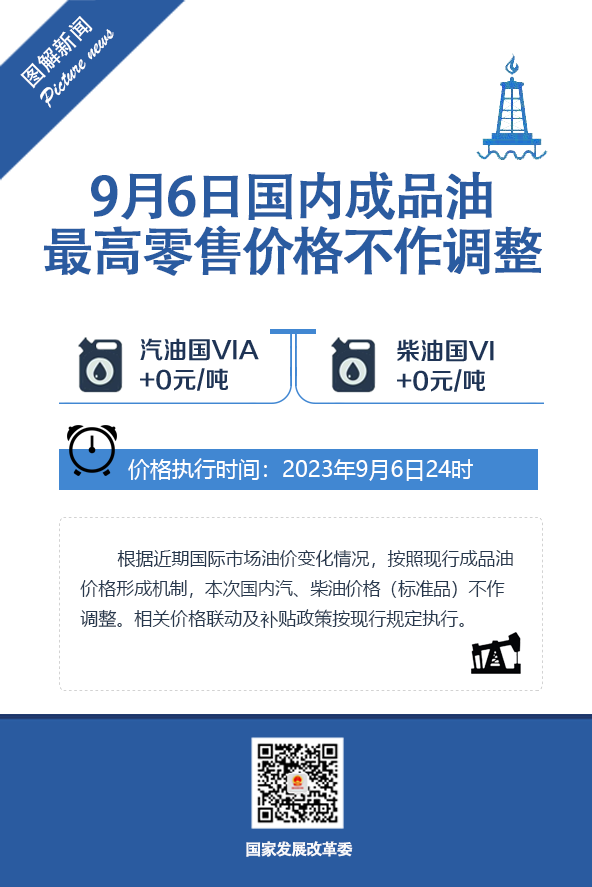 图解新闻
Picture news
9月6日国内成品油
最高零售价格不作调整
汽油国VIA
+0元/吨
柴油国VI
+0元/吨
价格执行时间：2023年9月6日24时
根据近期国际市场油价变化情况，按照现行成品油
价格形成机制，本次国内汽、柴油价格（标准品）不作
调整。相关价格联动及补贴政策按现行规定执行。
国家发展改革委